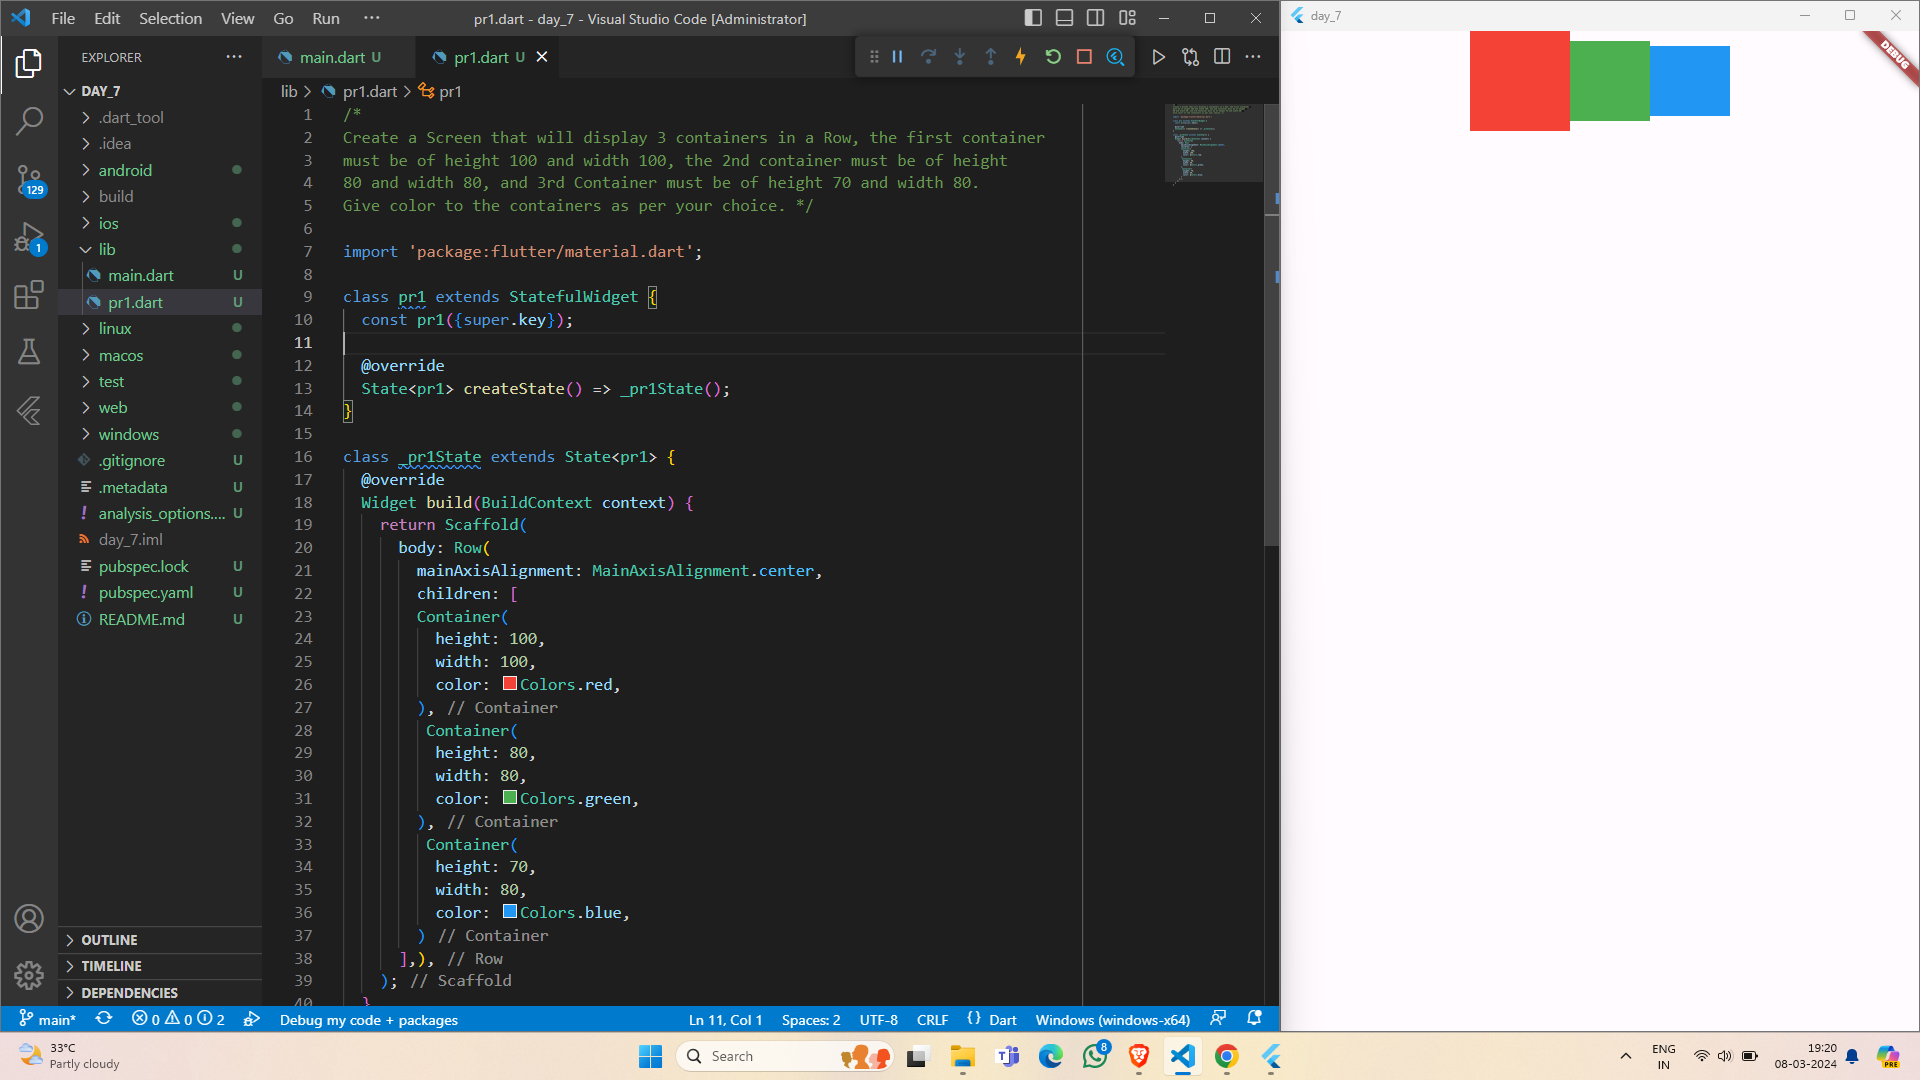 File Edit Selection View Go Run ···
pr1.dart - day_7 - Visual Studio Code [Administrator]
day_7
DEBUG
EXPLORER
main.dart U
pr1.dart U
lib > pr1.dart > pr1
DAY_7
.dart_tool
.idea
android
build
ios
lib
main.dart U
pr1.dart U
linux
macos
test
web
windows
.gitignore U
.metadata U
analysis_options.... U
day_7.iml
pubspec.lock U
pubspec.yaml U
README.md U
OUTLINE
TIMELINE
DEPENDENCIES
129
1
1 /*
2 Create a Screen that will display 3 containers in a Row, the first container
3 must be of height 100 and width 100, the 2nd container must be of height
4 80 and width 80, and 3rd Container must be of height 70 and width 80.
5 Give color to the containers as per your choice. */
6
7 import 'package:flutter/material.dart';
8
9 class pr1 extends StatefulWidget {
10 const pr1({super.key});
11
12 @override
13 State<pr1> createState() => _pr1State();
14 }
15
16 class _pr1State extends State<pr1> {
17 @override
18 Widget build(BuildContext context) {
19 return Scaffold(
20 body: Row(
21 mainAxisAlignment: MainAxisAlignment.center,
22 children: [
23 Container(
24 height: 100,
25 width: 100,
26 color: Colors.red,
27 ), // Container
28 Container(
29 height: 80,
30 width: 80,
31 color: Colors.green,
32 ), // Container
33 Container(
34 height: 70,
35 width: 80,
36 color: Colors.blue,
37 ) // Container
38 ],), // Row
39 ); // Scaffold
40 }
main* 0 0 2 Debug my code + packages Ln 11, Col 1 Spaces: 2 UTF-8 CRLF {} Dart Windows (windows-x64)
33°C
Partly cloudy
Search
8
ENG
IN
19:20
08-03-2024
PRE